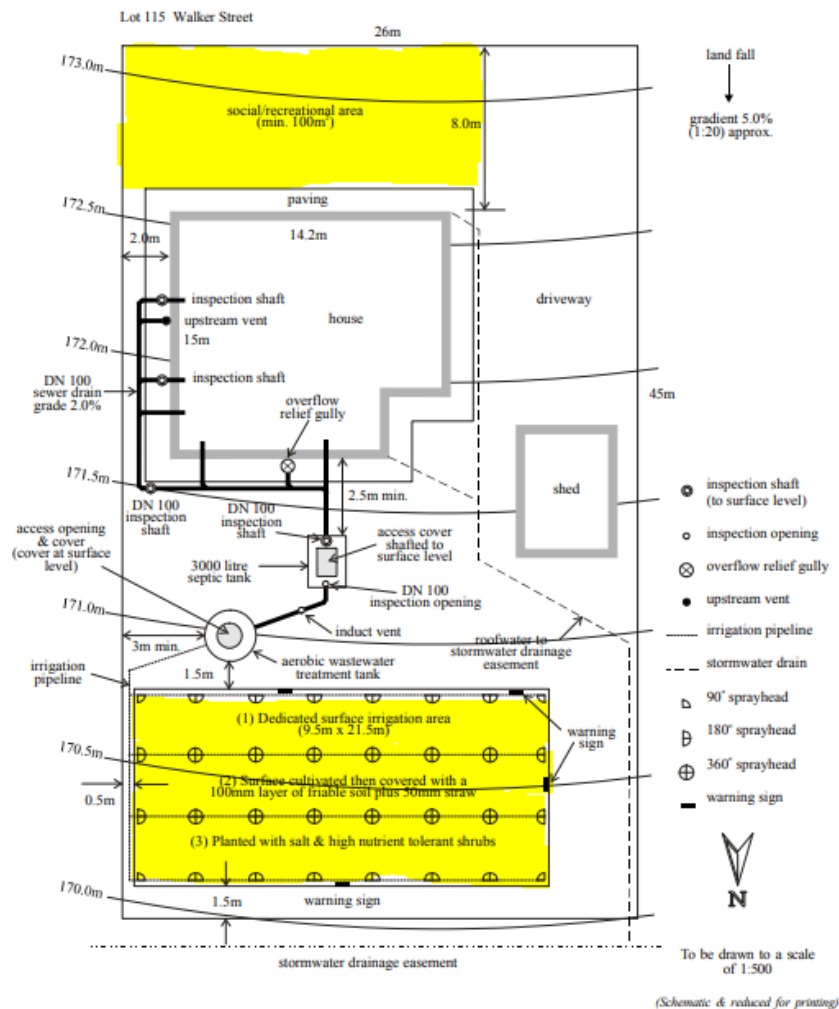 Lot 115 Walker Street
26m
173.0m
land fall
social/recreational area
(min. 100m²)
8.0m
gradient 5.0%
(1:20) approx.
172.5m
paving
14.2m
2.0m
inspection shaft
driveway
upstream vent
house
15m
172.0m
DN 100
sewer drain
grade 2.0%
inspection shaft
overflow
relief gully
45m
171.5m
2.5m min.
shed
inspection shaft
(to surface level)
DN 100
inspection
shaft
DN 100
inspection
shaft
access cover
shafted to
surface level
access opening
& cover
(cover at surface
level)
inspection opening
3000 litre
septic tank
overflow relief gully
DN 100
inspection opening
upstream vent
171.0m
induct vent
irrigation pipeline
3m min.
roofwater to
stormwater drainage
easement
stormwater drain
irrigation
pipeline
1.5m
aerobic wastewater
treatment tank
90° sprayhead
(1) Dedicated surface irrigation area
(9.5m x 21.5m)
warning
sign
180° sprayhead
170.5m
360° sprayhead
(2) Surface cultivated then covered with a
100mm layer of friable soil plus 50mm straw
0.5m
warning sign
(3) Planted with salt & high nutrient tolerant shrubs
170.0m
1.5m
warning sign
N
stormwater drainage easement
To be drawn to a scale
of 1:500
(Schematic & reduced for printing)